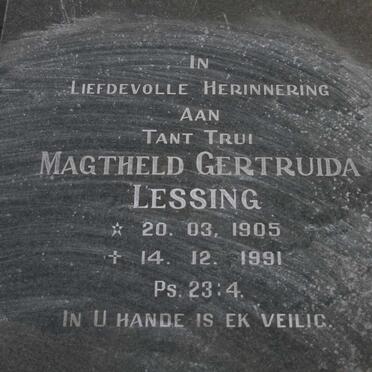 In
Liefdevolle Herinnering
Aan
Tant Trui
Magtheld Gertruida
Lessing
☆ 20. 03. 1905
✝ 14. 12. 1991
Ps. 23:4.
In U hande is ek veilig.